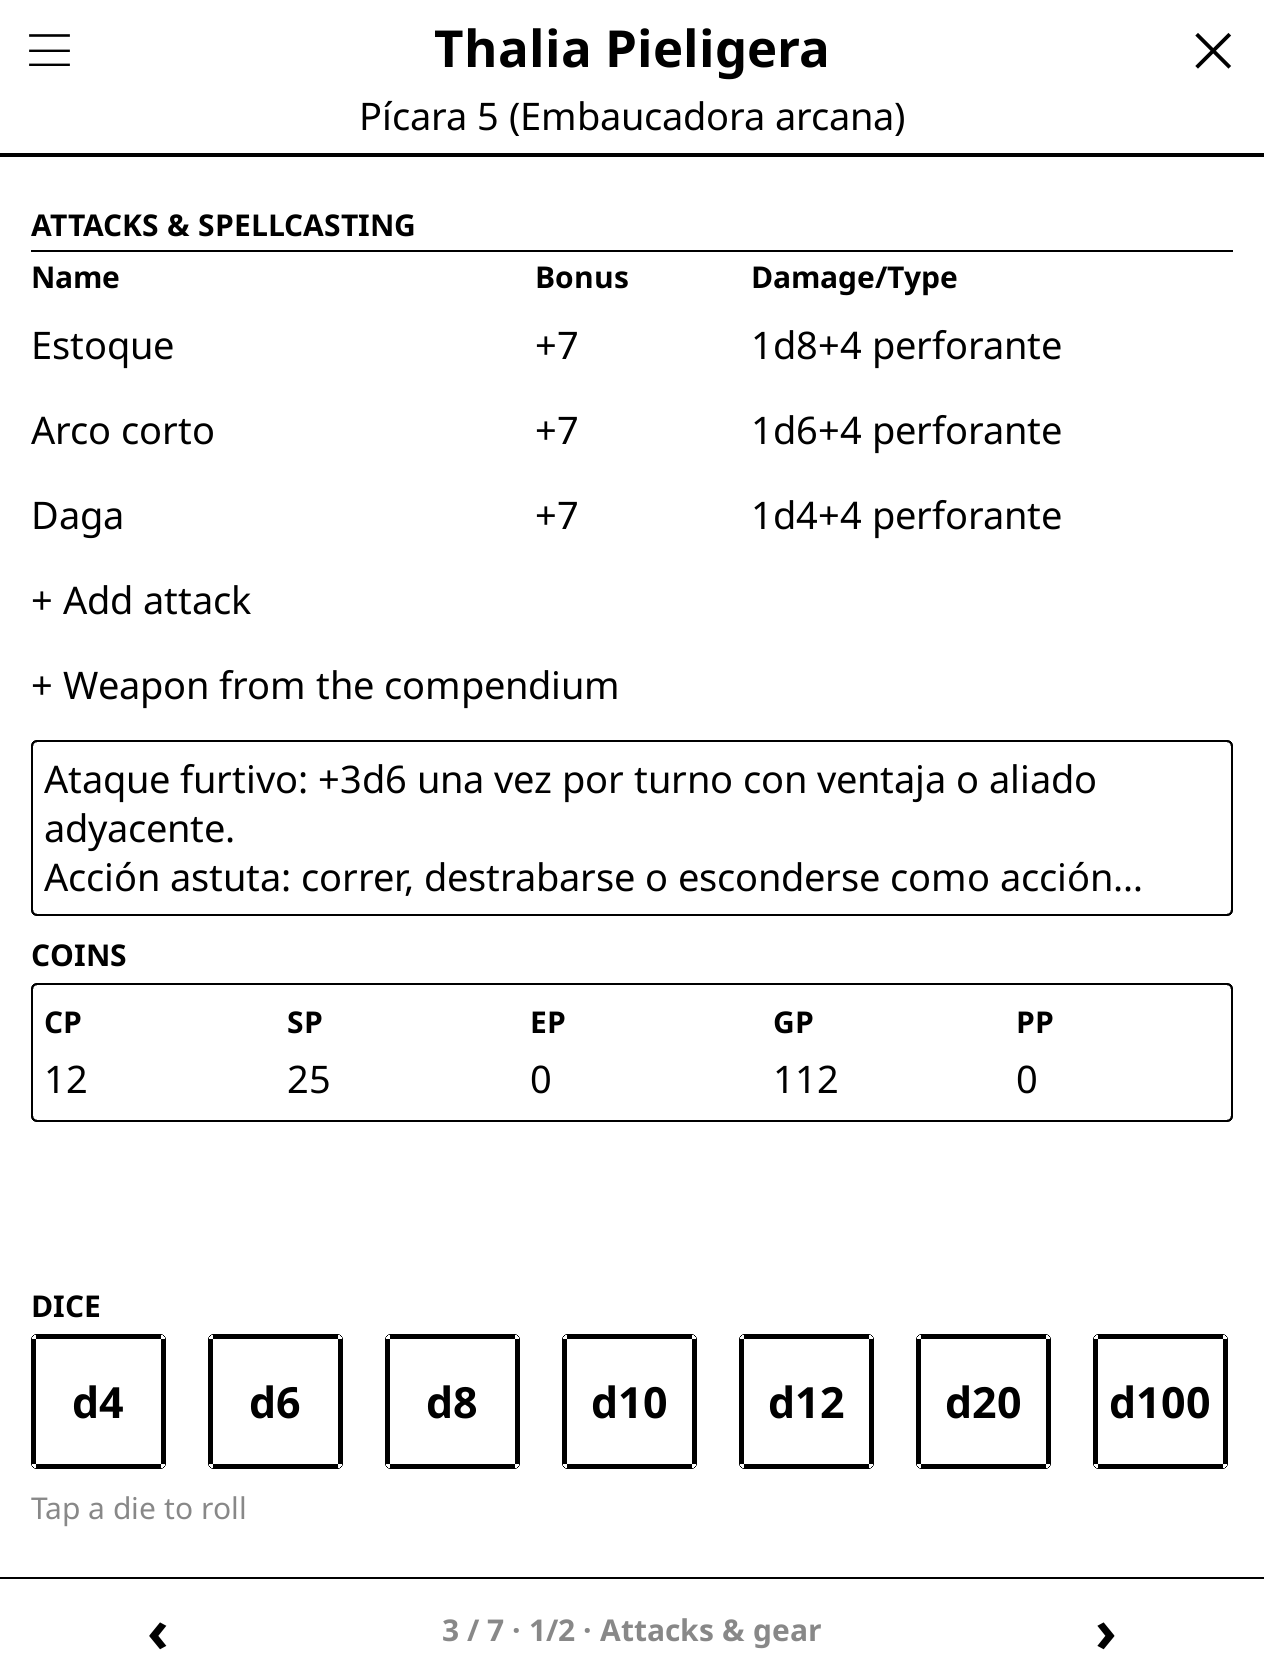 Thalia Pieligera
Pícara 5 (Embaucadora arcana)
ATTACKS & SPELLCASTING
Name Bonus Damage/Type
Estoque +7 1d8+4 perforante
Arco corto +7 1d6+4 perforante
Daga +7 1d4+4 perforante
+ Add attack
+ Weapon from the compendium
Ataque furtivo: +3d6 una vez por turno con ventaja o aliado
adyacente.
Acción astuta: correr, destrabarse o esconderse como acción...
COINS
CP SP EP GP PP
12 25 0 112 0
DICE
d4 d6 d8 d10 d12 d20 d100
Tap a die to roll
‹ 3 / 7 · 1/2 · Attacks & gear ›